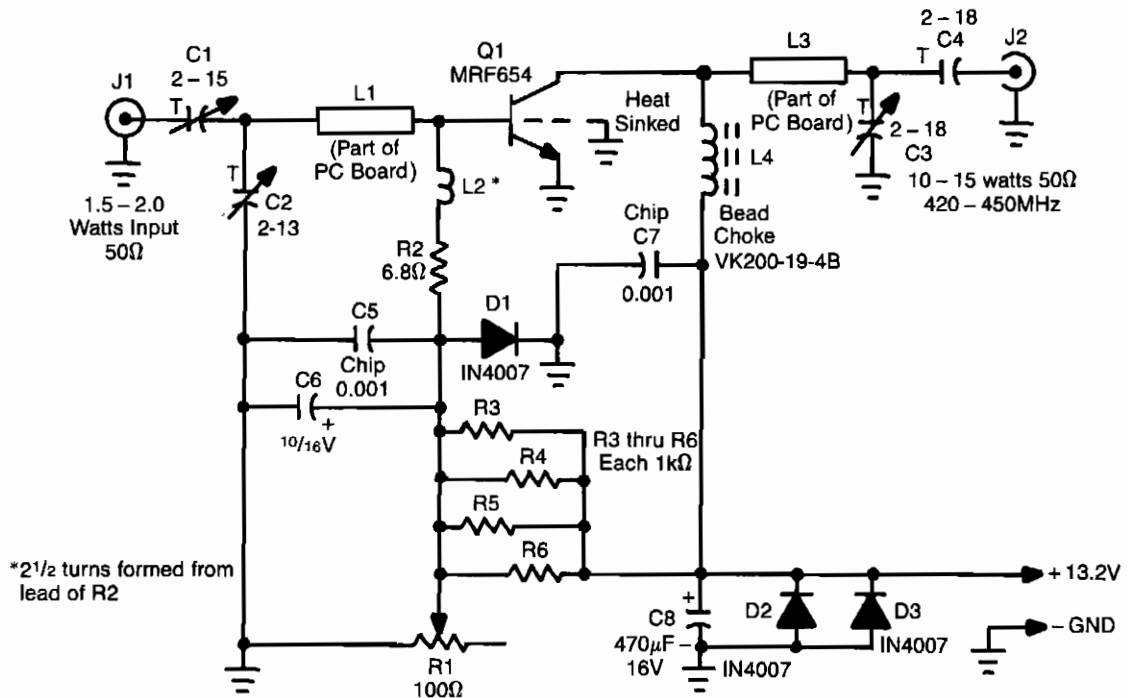 J1
C1
2 – 15
T
L1
(Part of
PC Board)
Q1
MRF654
Heat
Sinked
L3
(Part of
PC Board)
2 – 18
C4
T
J2
T
2 – 18
C3
10 – 15 watts 50Ω
420 – 450MHz
1.5 – 2.0
Watts Input
50Ω
T
C2
2-13
L2 *
R2
6.8Ω
L4
Bead
Choke
VK200-19-4B
Chip
C7
0.001
D1
IN4007
C5
Chip
0.001
C6
+
10/16V
R3
R4
R5
R6
R3 thru R6
Each 1kΩ
*2 1/2 turns formed from
lead of R2
R1
100Ω
+
C8
470μF –
16V
D2
IN4007
D3
IN4007
+ 13.2V
– GND